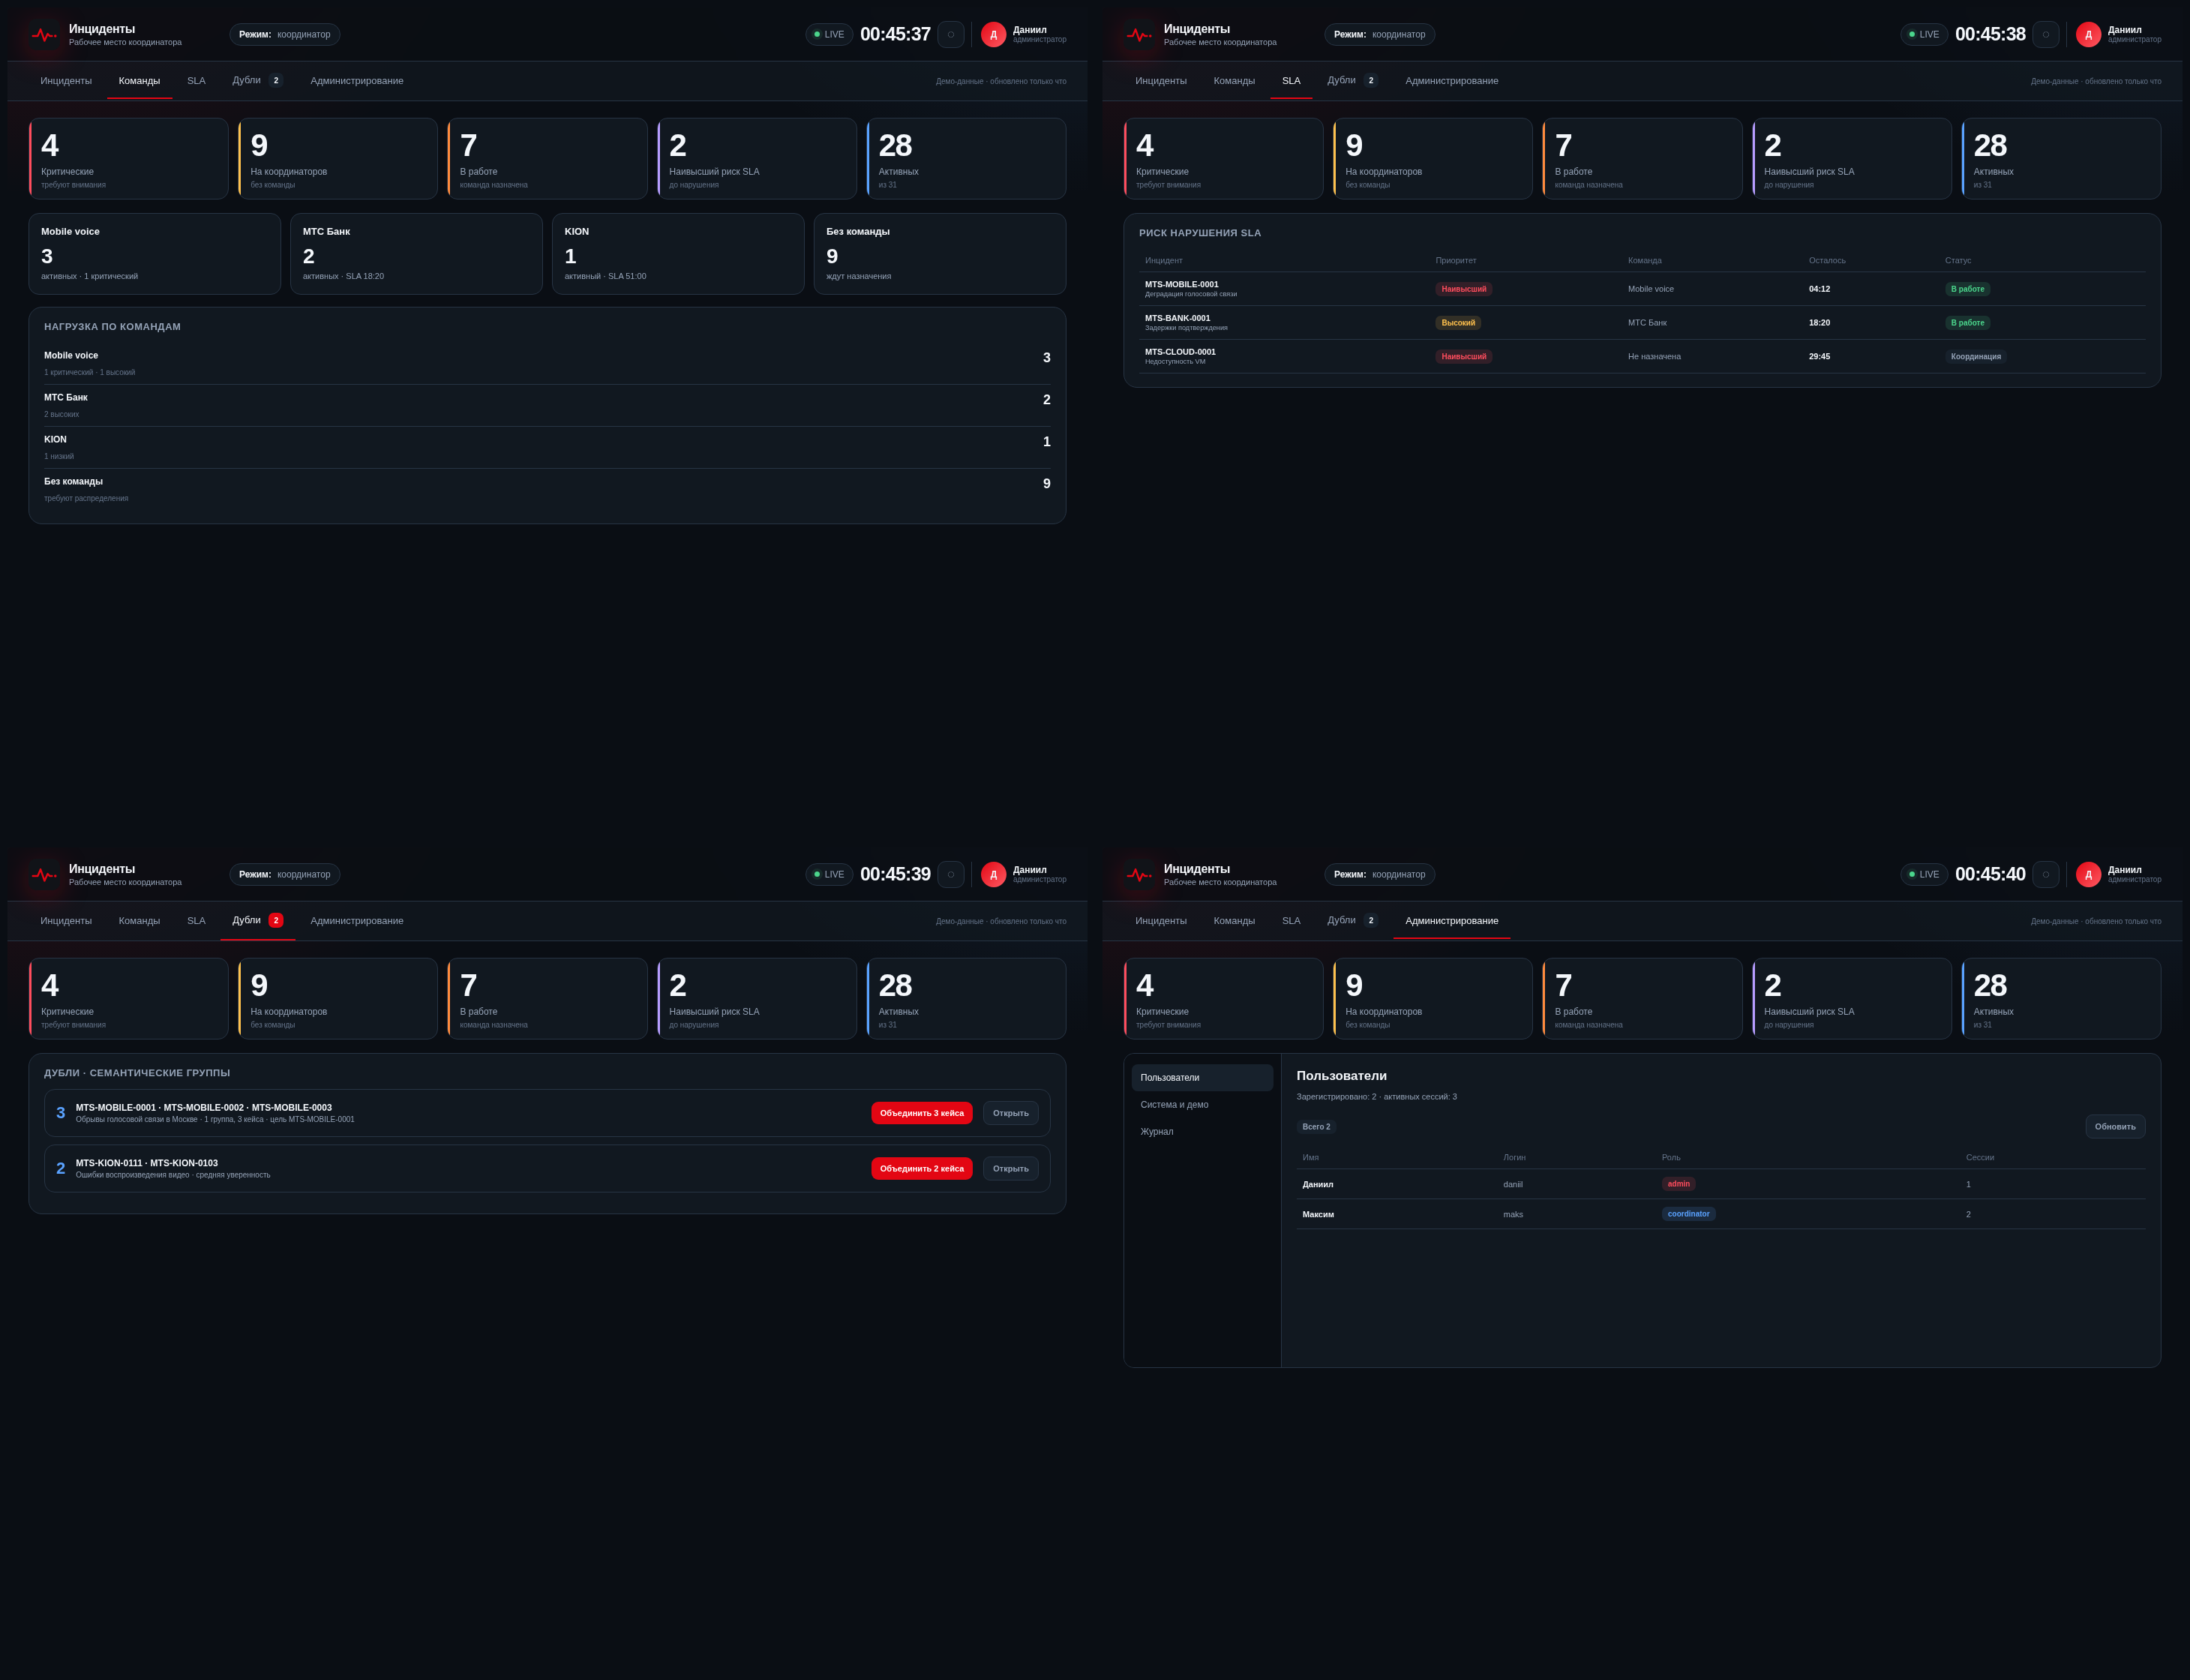 Инциденты
Рабочее место координатора
Режим: координатор
LIVE
00:45:37
Д
Даниил
администратор
Инциденты Команды SLA Дубли 2 Администрирование
Демо-данные · обновлено только что
4
Критические
требуют внимания
9
На координаторов
без команды
7
В работе
команда назначена
2
Наивысший риск SLA
до нарушения
28
Активных
из 31
Mobile voice
3
активных · 1 критический
МТС Банк
2
активных · SLA 18:20
KION
1
активный · SLA 51:00
Без команды
9
ждут назначения
НАГРУЗКА ПО КОМАНДАМ
Mobile voice
1 критический · 1 высокий
3
МТС Банк
2 высоких
2
KION
1 низкий
1
Без команды
требуют распределения
9
Инциденты
Рабочее место координатора
Режим: координатор
LIVE
00:45:38
Д
Даниил
администратор
Инциденты Команды SLA Дубли 2 Администрирование
Демо-данные · обновлено только что
4
Критические
требуют внимания
9
На координаторов
без команды
7
В работе
команда назначена
2
Наивысший риск SLA
до нарушения
28
Активных
из 31
РИСК НАРУШЕНИЯ SLA
Инцидент Приоритет Команда Осталось Статус
MTS-MOBILE-0001
Деградация голосовой связи
Наивысший Mobile voice 04:12 В работе
MTS-BANK-0001
Задержки подтверждения
Высокий МТС Банк 18:20 В работе
MTS-CLOUD-0001
Недоступность VM
Наивысший Не назначена 29:45 Координация
Инциденты
Рабочее место координатора
Режим: координатор
LIVE
00:45:39
Д
Даниил
администратор
Инциденты Команды SLA Дубли 2 Администрирование
Демо-данные · обновлено только что
4
Критические
требуют внимания
9
На координаторов
без команды
7
В работе
команда назначена
2
Наивысший риск SLA
до нарушения
28
Активных
из 31
ДУБЛИ · СЕМАНТИЧЕСКИЕ ГРУППЫ
3
MTS-MOBILE-0001 · MTS-MOBILE-0002 · MTS-MOBILE-0003
Обрывы голосовой связи в Москве · 1 группа, 3 кейса · цель MTS-MOBILE-0001
Объединить 3 кейса Открыть
2
MTS-KION-0111 · MTS-KION-0103
Ошибки воспроизведения видео · средняя уверенность
Объединить 2 кейса Открыть
Инциденты
Рабочее место координатора
Режим: координатор
LIVE
00:45:40
Д
Даниил
администратор
Инциденты Команды SLA Дубли 2 Администрирование
Демо-данные · обновлено только что
4
Критические
требуют внимания
9
На координаторов
без команды
7
В работе
команда назначена
2
Наивысший риск SLA
до нарушения
28
Активных
из 31
Пользователи
Система и демо
Журнал
Пользователи
Зарегистрировано: 2 · активных сессий: 3
Всего 2
Обновить
Имя Логин Роль Сессии
Даниил daniil admin 1
Максим maks coordinator 2